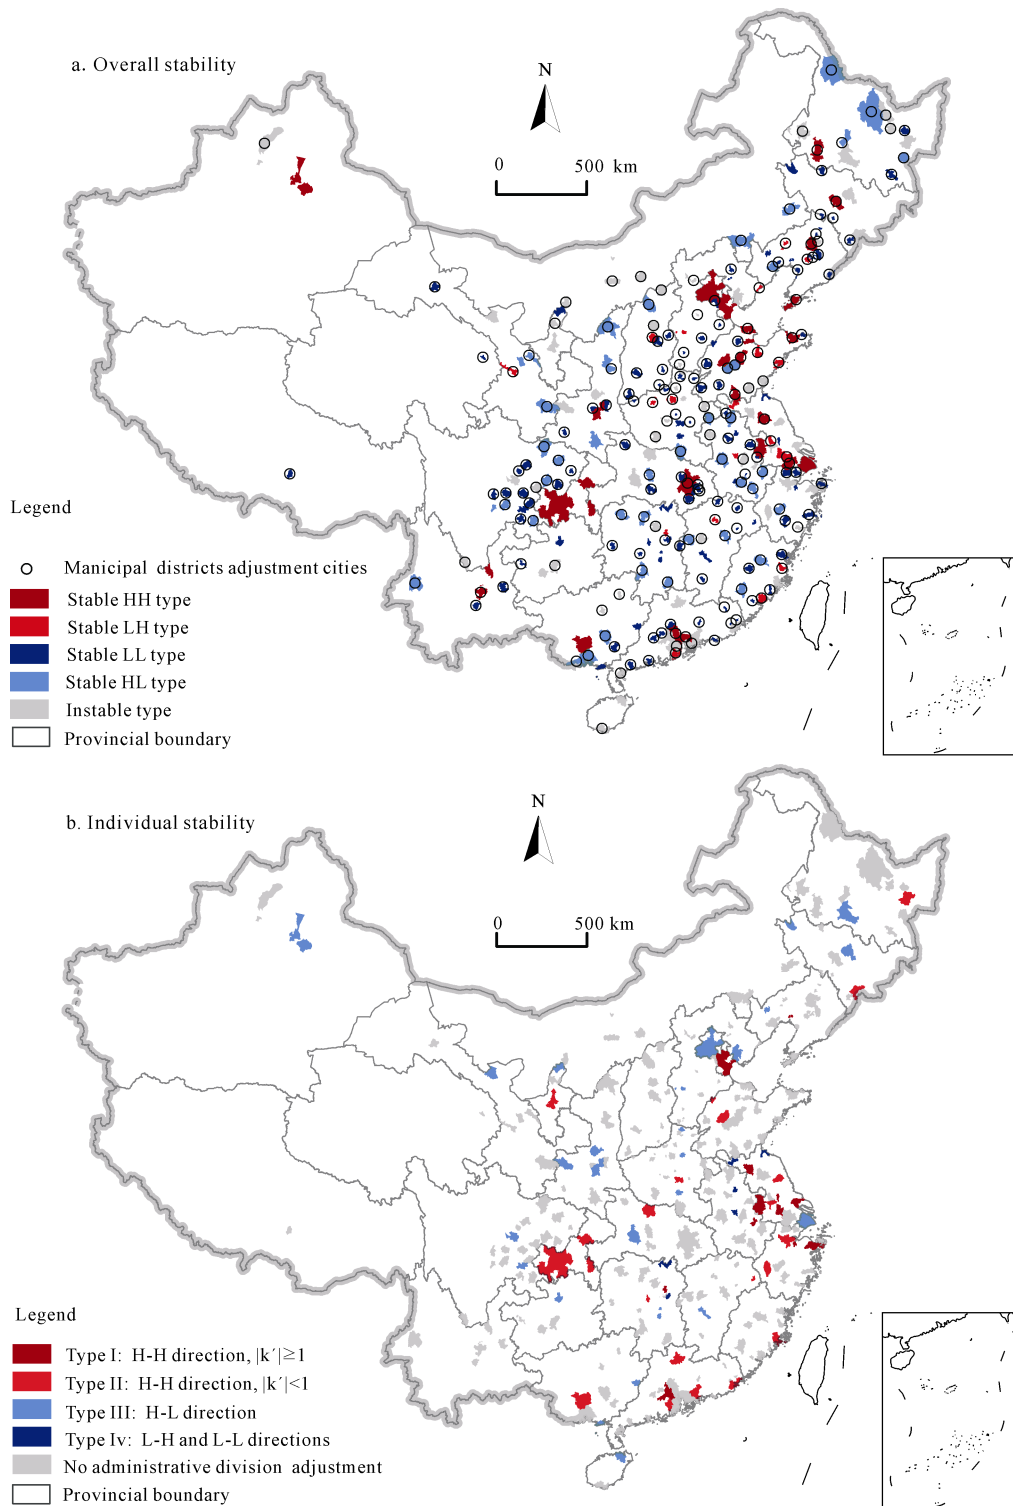 a. Overall stability
N
0 500 km
Legend
Manicipal districts adjustment cities
Stable HH type
Stable LH type
Stable LL type
Stable HL type
Instable type
Provincial boundary
b. Individual stability
N
0 500 km
Legend
Type I: H-H direction, |k′|≥1
Type II: H-H direction, |k′|<1
Type III: H-L direction
Type Iv: L-H and L-L directions
No administrative division adjustment
Provincial boundary